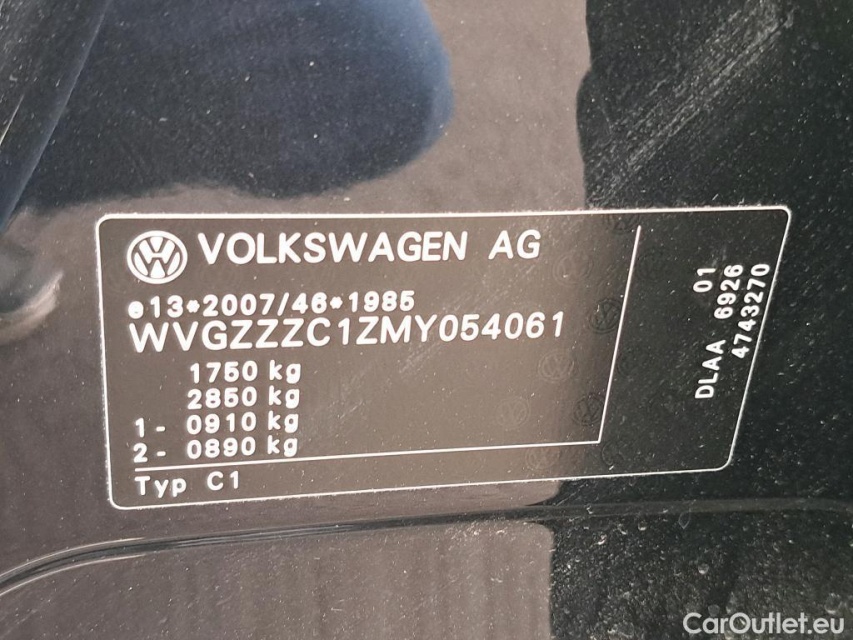 VOLKSWAGEN AG
e13*2007/46*1985
WVGZZZC1ZMY054061
1750 kg
2850 kg
1- 0910 kg
2- 0890 kg
Typ C1
01
DLAA 6926
4743270
CarOutlet.eu